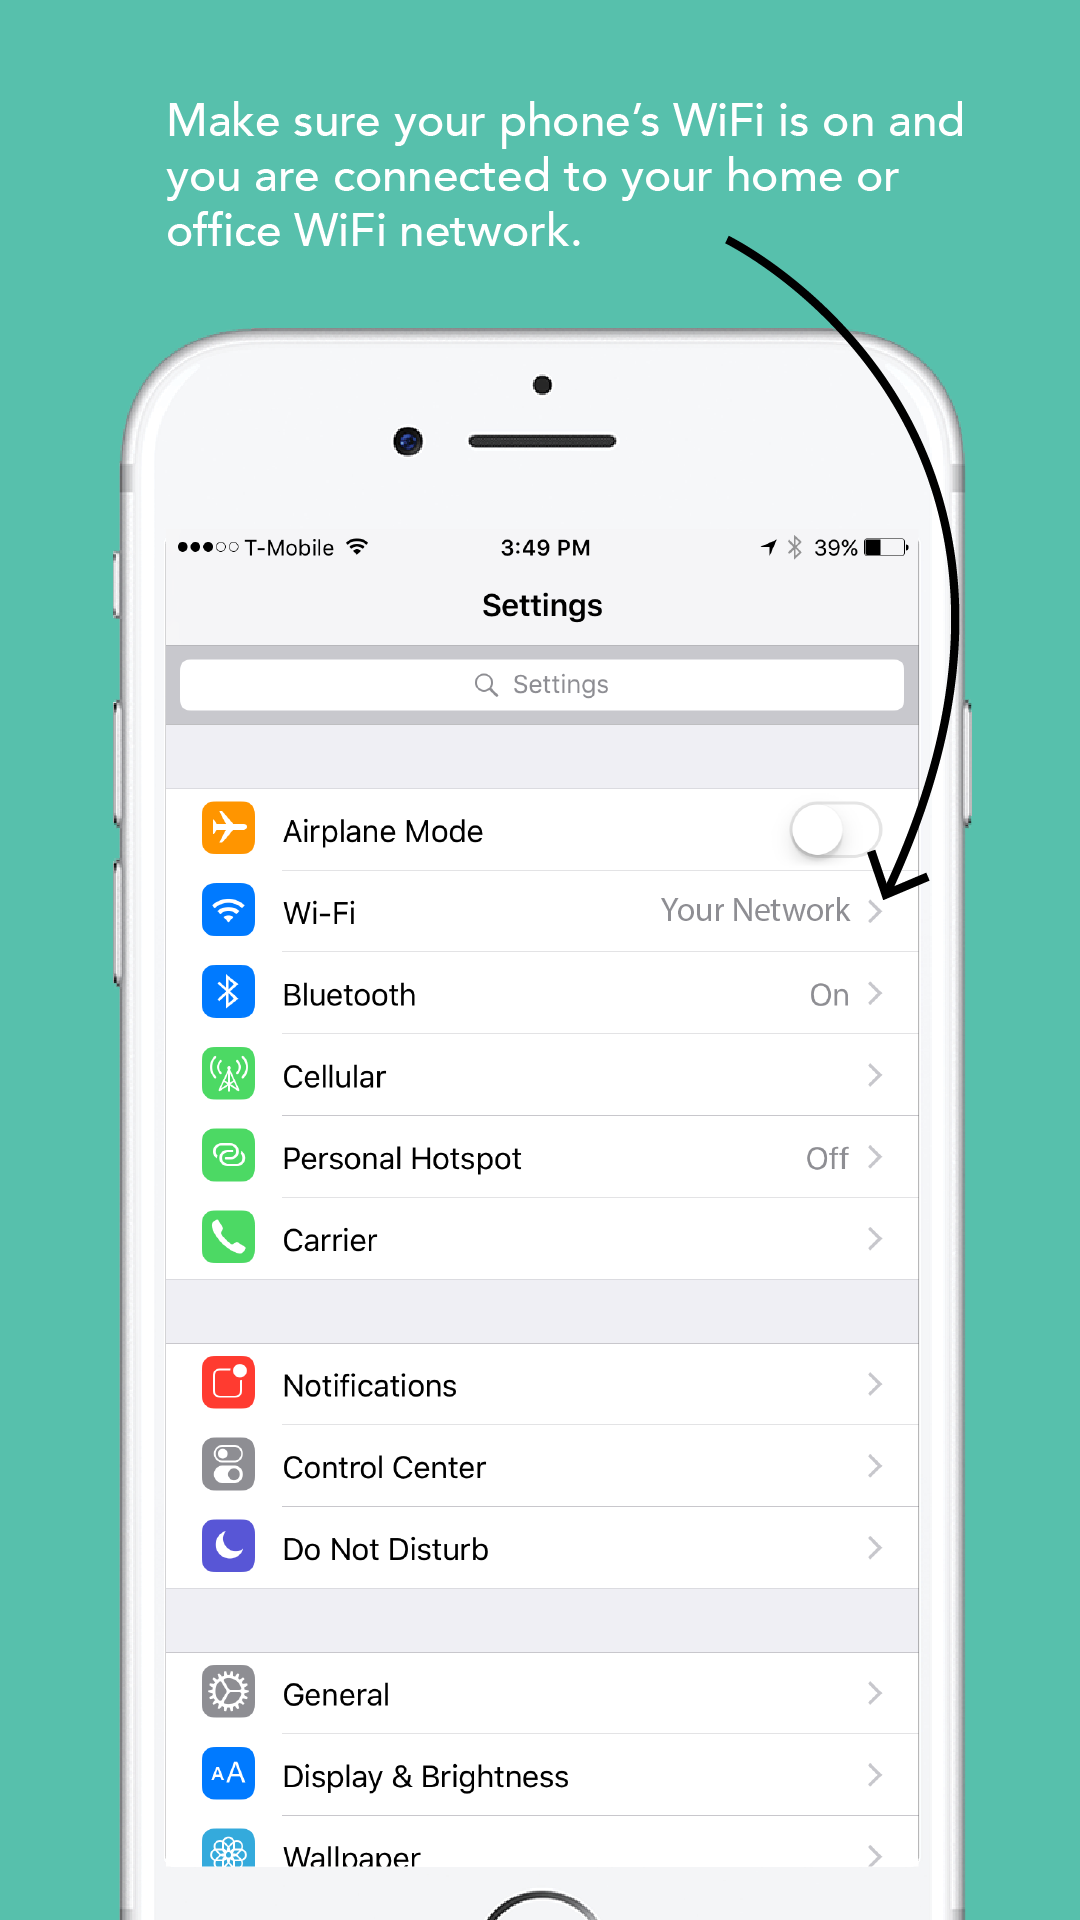 Make sure your phone’s WiFi is on and
you are connected to your home or
office WiFi network.
T-Mobile 3:49 PM 39%
Settings
Settings
Airplane Mode
Wi-Fi Your Network
Bluetooth On
Cellular
Personal Hotspot Off
Carrier
Notifications
Control Center
Do Not Disturb
General
AA Display & Brightness
Wallpaper